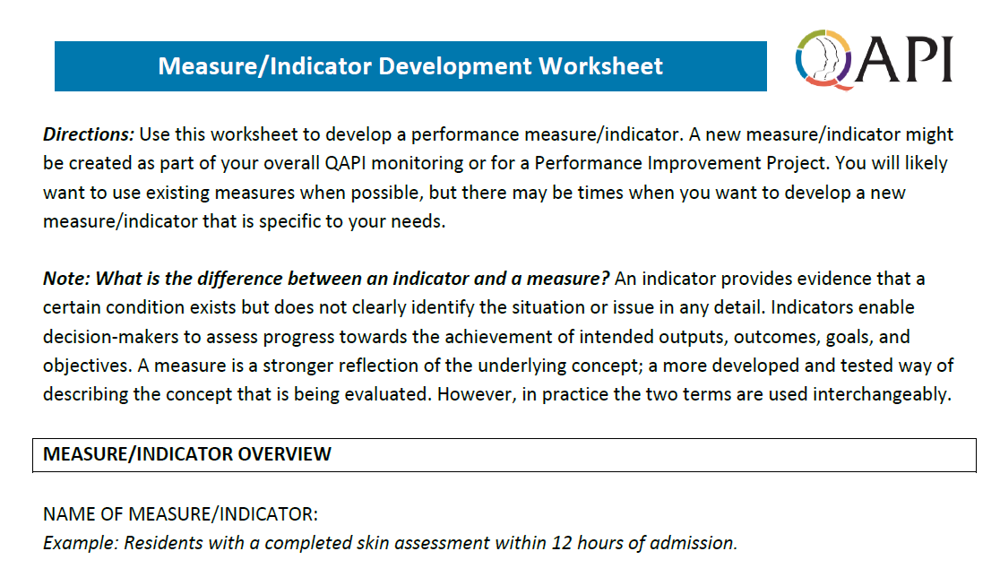 Measure/Indicator Development Worksheet
QAPI
Directions: Use this worksheet to develop a performance measure/indicator. A new measure/indicator might
be created as part of your overall QAPI monitoring or for a Performance Improvement Project. You will likely
want to use existing measures when possible, but there may be times when you want to develop a new
measure/indicator that is specific to your needs.
Note: What is the difference between an indicator and a measure? An indicator provides evidence that a
certain condition exists but does not clearly identify the situation or issue in any detail. Indicators enable
decision-makers to assess progress towards the achievement of intended outputs, outcomes, goals, and
objectives. A measure is a stronger reflection of the underlying concept; a more developed and tested way of
describing the concept that is being evaluated. However, in practice the two terms are used interchangeably.
MEASURE/INDICATOR OVERVIEW
NAME OF MEASURE/INDICATOR:
Example: Residents with a completed skin assessment within 12 hours of admission.